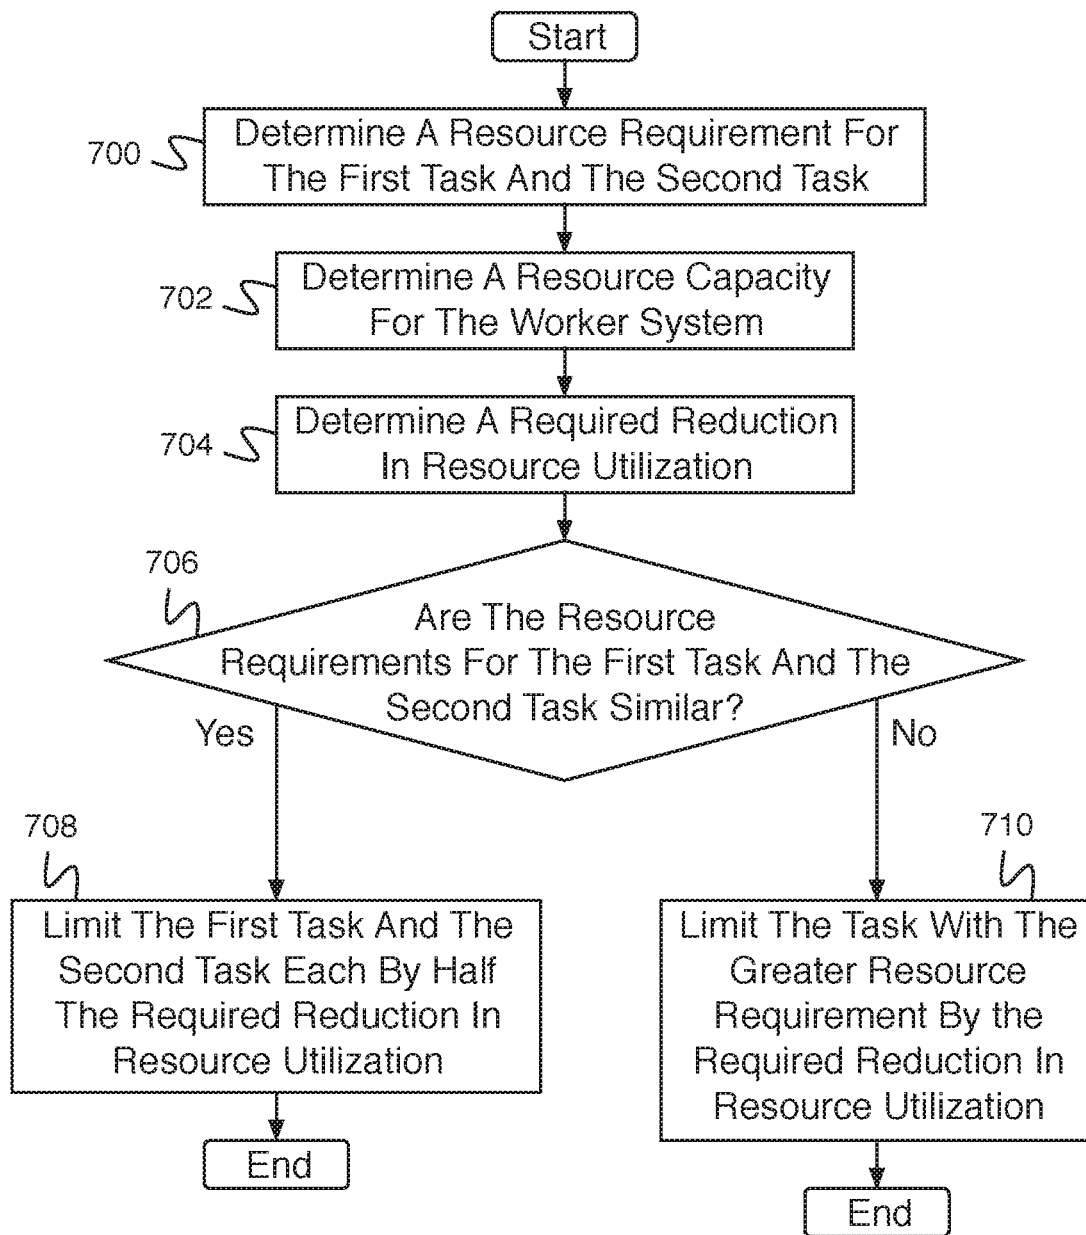 Start
700
Determine A Resource Requirement For
The First Task And The Second Task
702
Determine A Resource Capacity
For The Worker System
704
Determine A Required Reduction
In Resource Utilization
706
Are The Resource
Requirements For The First Task And The
Second Task Similar?
Yes
No
708
Limit The First Task And The
Second Task Each By Half
The Required Reduction In
Resource Utilization
End
710
Limit The Task With The
Greater Resource
Requirement By the
Required Reduction In
Resource Utilization
End